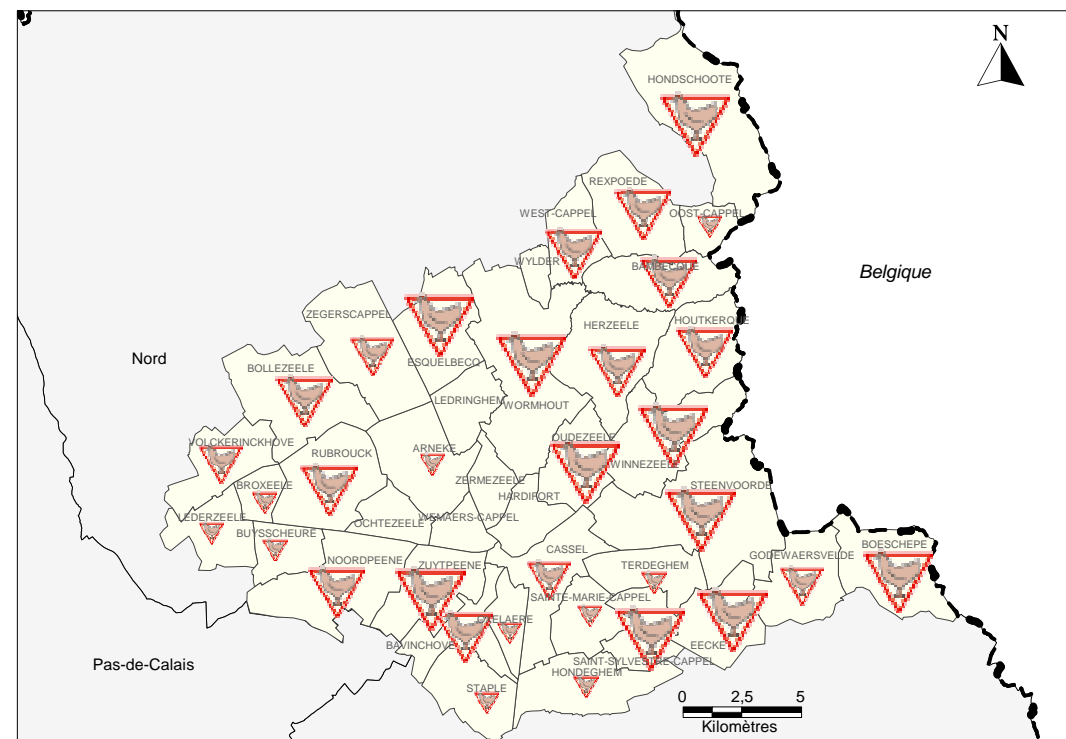 N
HONDSCHOOTE
REXPOEDE
WEST-CAPPEL
OOST-CAPPEL
WYLDER
BAMBECQUE
Belgique
ZEGERSCAPPEL
HERZEELE
HOUTKERQUE
Nord
BOLLEZEELE
ESQUELBECQ
LEDRINGHEM
WORMHOUT
VOLCKERINCKHOVE
RUBROUCK
ARNEKE
OUDEZEELE
WINNEZEELE
BROXEELE
ZERMEZEELE
HARDIFORT
STEENVOORDE
LEDERZEELE
OCHTEZEELE
WEMAERS-CAPPEL
BUYSSCHEURE
CASSEL
BOESCHEPE
NOORDPEENE
ZUYTPEENE
TERDEGHEM
GODEWAERSVELDE
SAINTE-MARIE-CAPPEL
OXELAERE
BAVINCHOVE
EECKE
Pas-de-Calais
SAINT-SYLVESTRE-CAPPEL
HONDEGHEM
STAPLE
0 2,5 5
Kilomètres